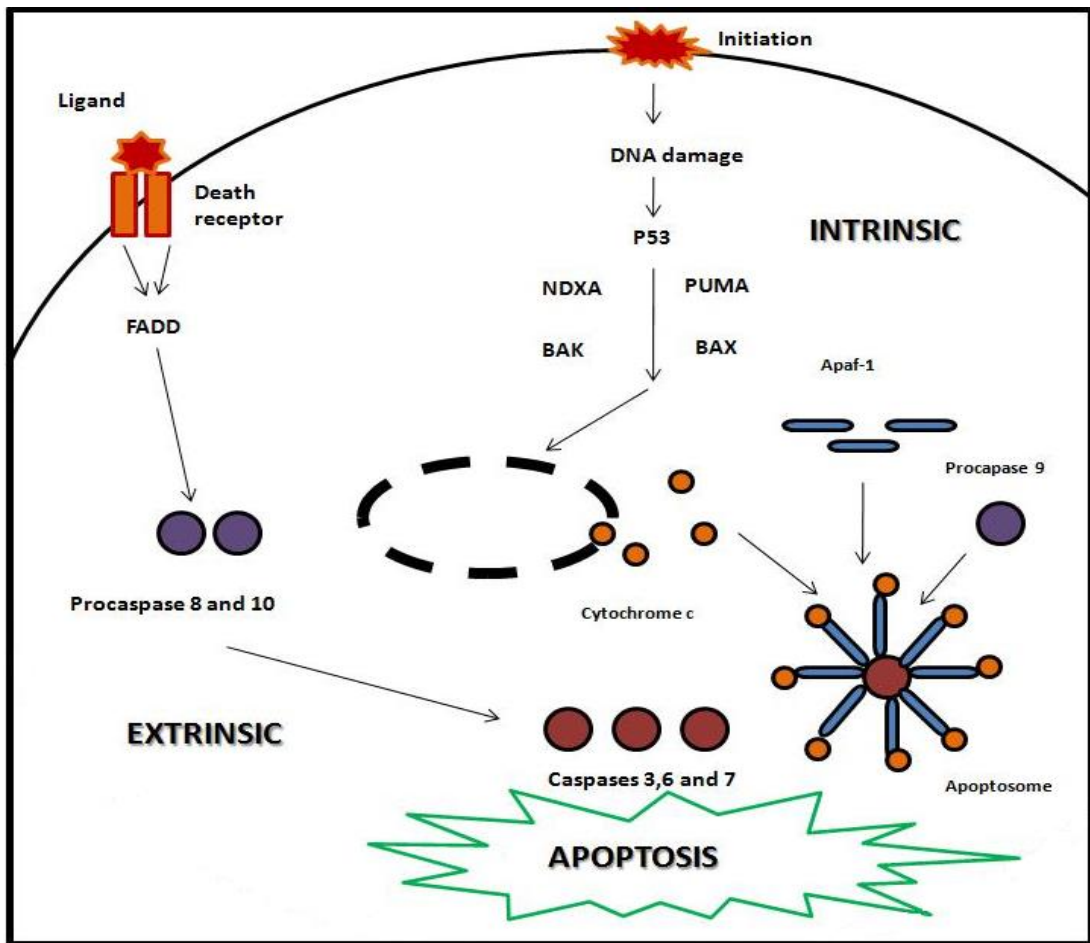 Initiation
Ligand
DNA damage
Death
receptor
P53
INTRINSIC
NDXA
PUMA
FADD
BAK
BAX
Apaf-1
Procapase 9
Procaspase 8 and 10
Cytochrome c
EXTRINSIC
Caspases 3,6 and 7
Apoptosome
APOPTOSIS